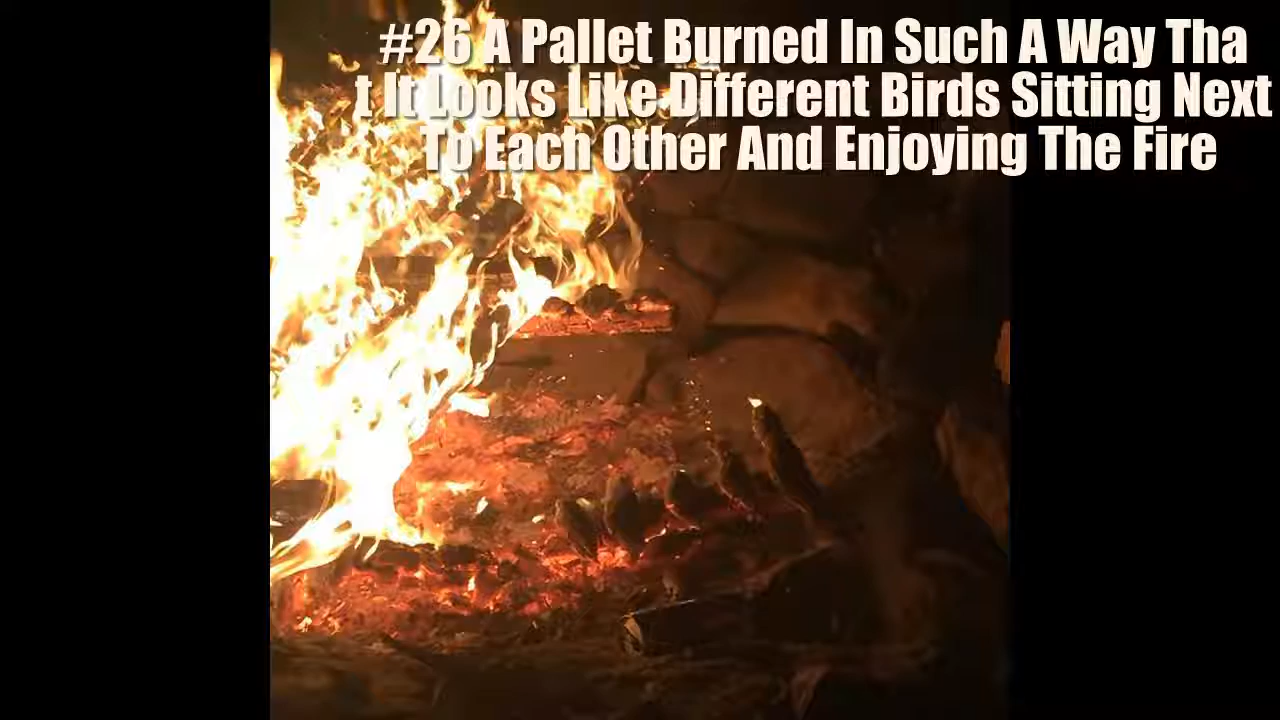 #26 A Pallet Burned In Such A Way Tha
t It Looks Like Different Birds Sitting Next
To Each Other And Enjoying The Fire